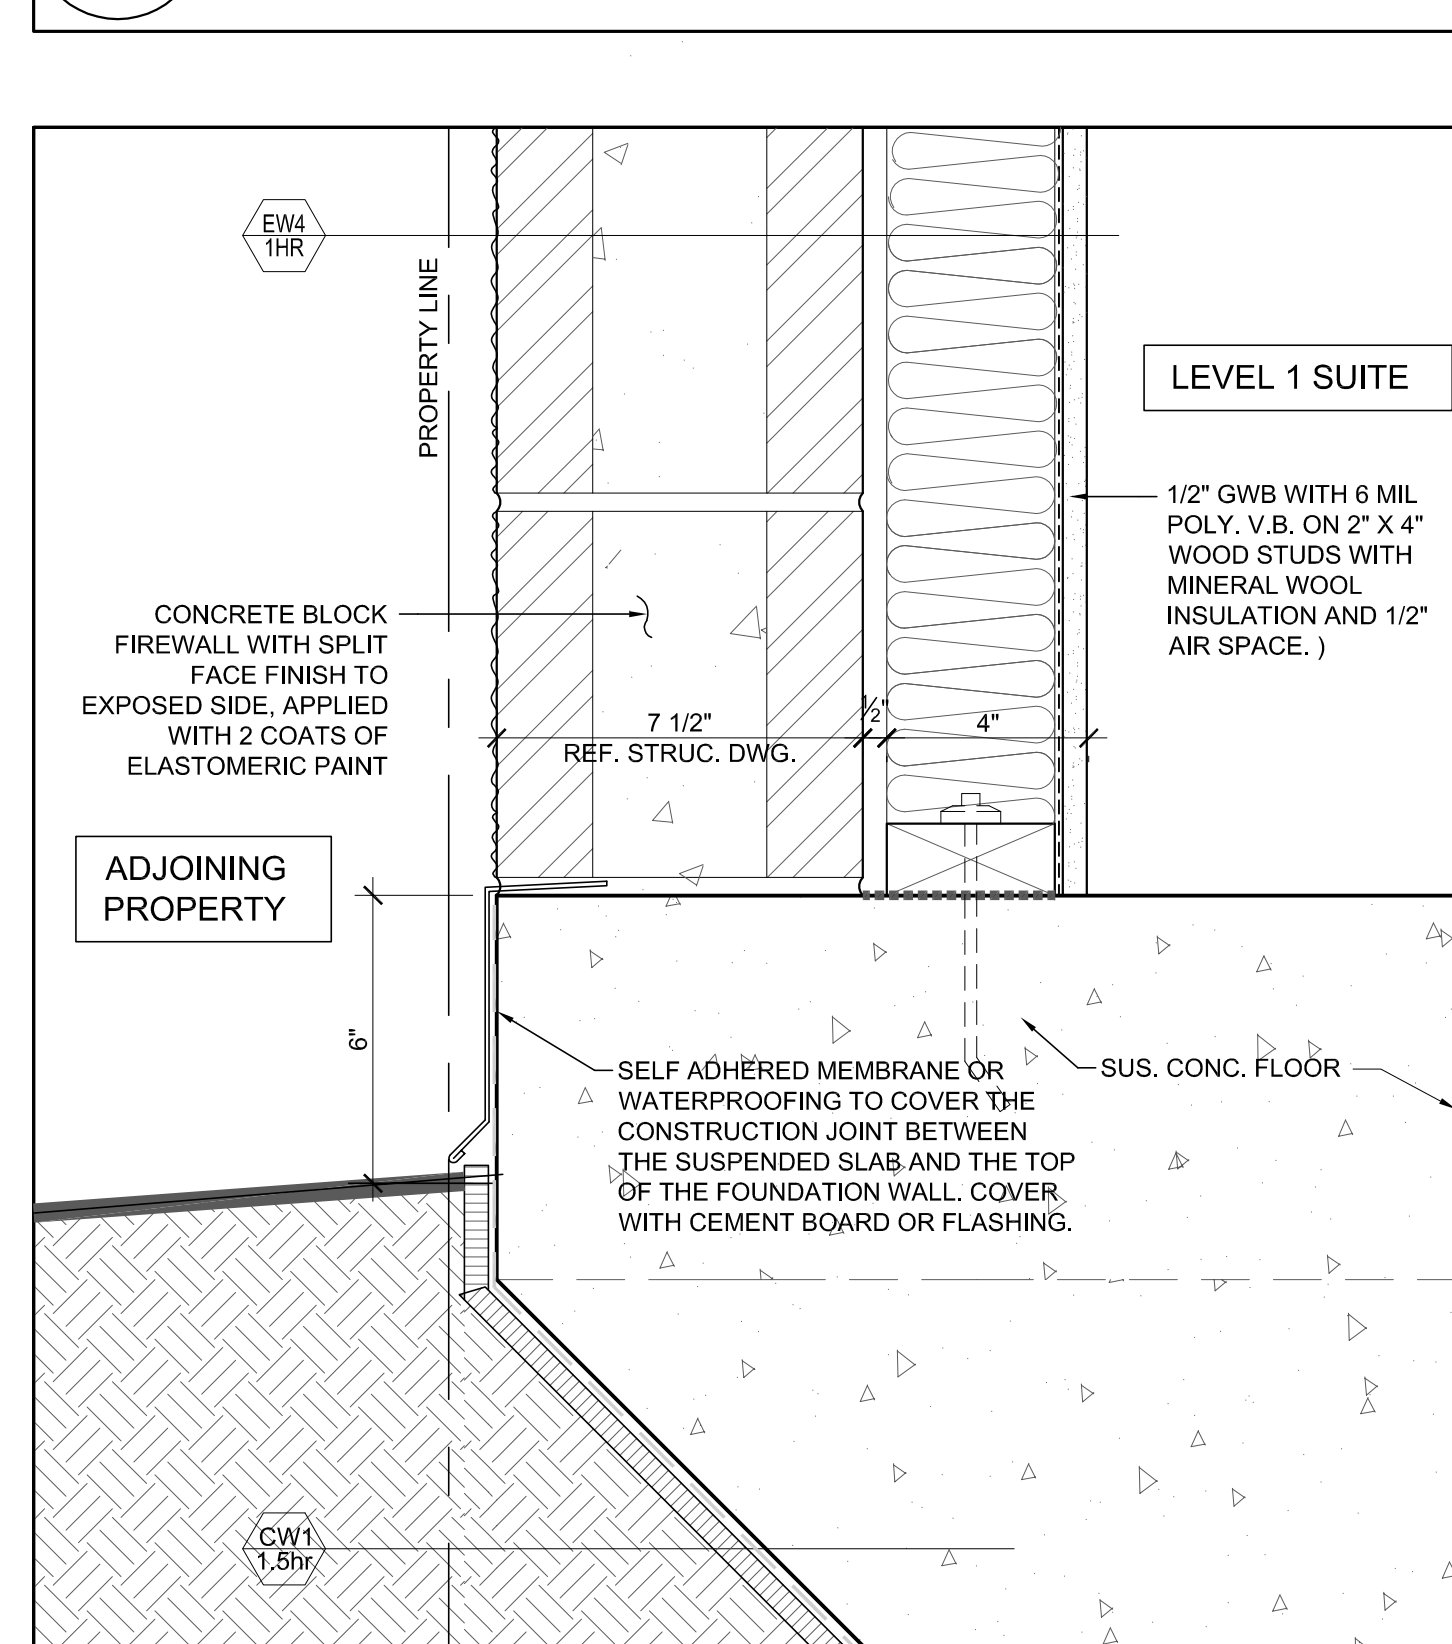 EW4
1HR
PROPERTY LINE
LEVEL 1 SUITE
1/2" GWB WITH 6 MIL
POLY. V.B. ON 2" X 4"
WOOD STUDS WITH
MINERAL WOOL
INSULATION AND 1/2"
AIR SPACE. )
CONCRETE BLOCK
FIREWALL WITH SPLIT
FACE FINISH TO
EXPOSED SIDE, APPLIED
WITH 2 COATS OF
ELASTOMERIC PAINT
7 1/2"
REF. STRUC. DWG.
1/2"
4"
ADJOINING
PROPERTY
6"
SELF ADHERED MEMBRANE OR
WATERPROOFING TO COVER THE
CONSTRUCTION JOINT BETWEEN
THE SUSPENDED SLAB AND THE TOP
OF THE FOUNDATION WALL. COVER
WITH CEMENT BOARD OR FLASHING.
SUS. CONC. FLOOR
CW1
1.5hr